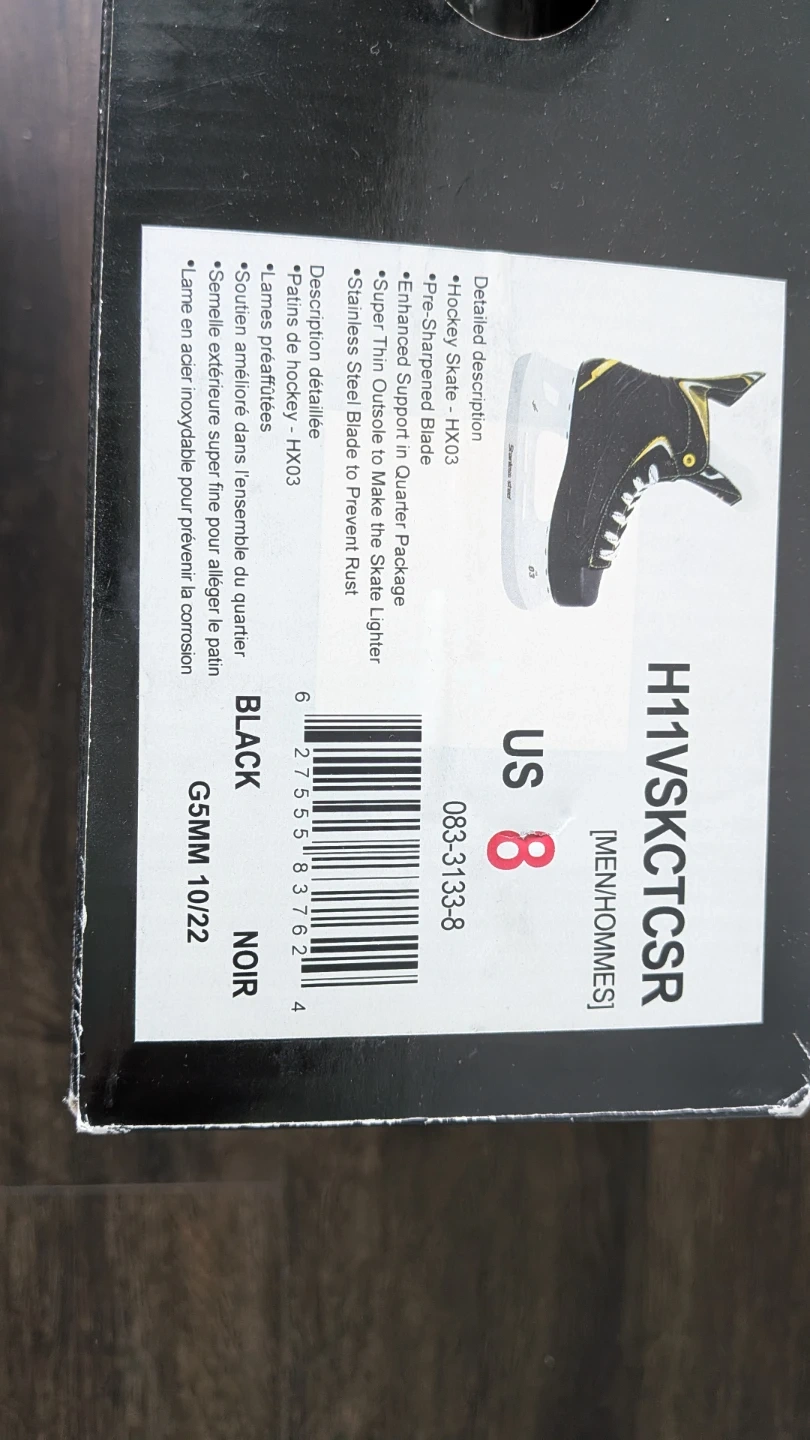 H11VSKCTCSR
[MEN/HOMMES]
US 8
083-3133-8
Detailed description
•Hockey Skate - HX03
•Pre-Sharpened Blade
•Enhanced Support in Quarter Package
•Super Thin Outsole to Make the Skate Lighter
•Stainless Steel Blade to Prevent Rust
Description détaillée
•Patins de hockey - HX03
•Lames préaffûtées
•Soutien amélioré dans l'ensemble du quartier
•Semelle extérieure super fine pour alléger le patin
•Lame en acier inoxydable pour prévenir la corrosion
6 27555 83762 4
BLACK NOIR
G5MM 10/22
Stainless steel